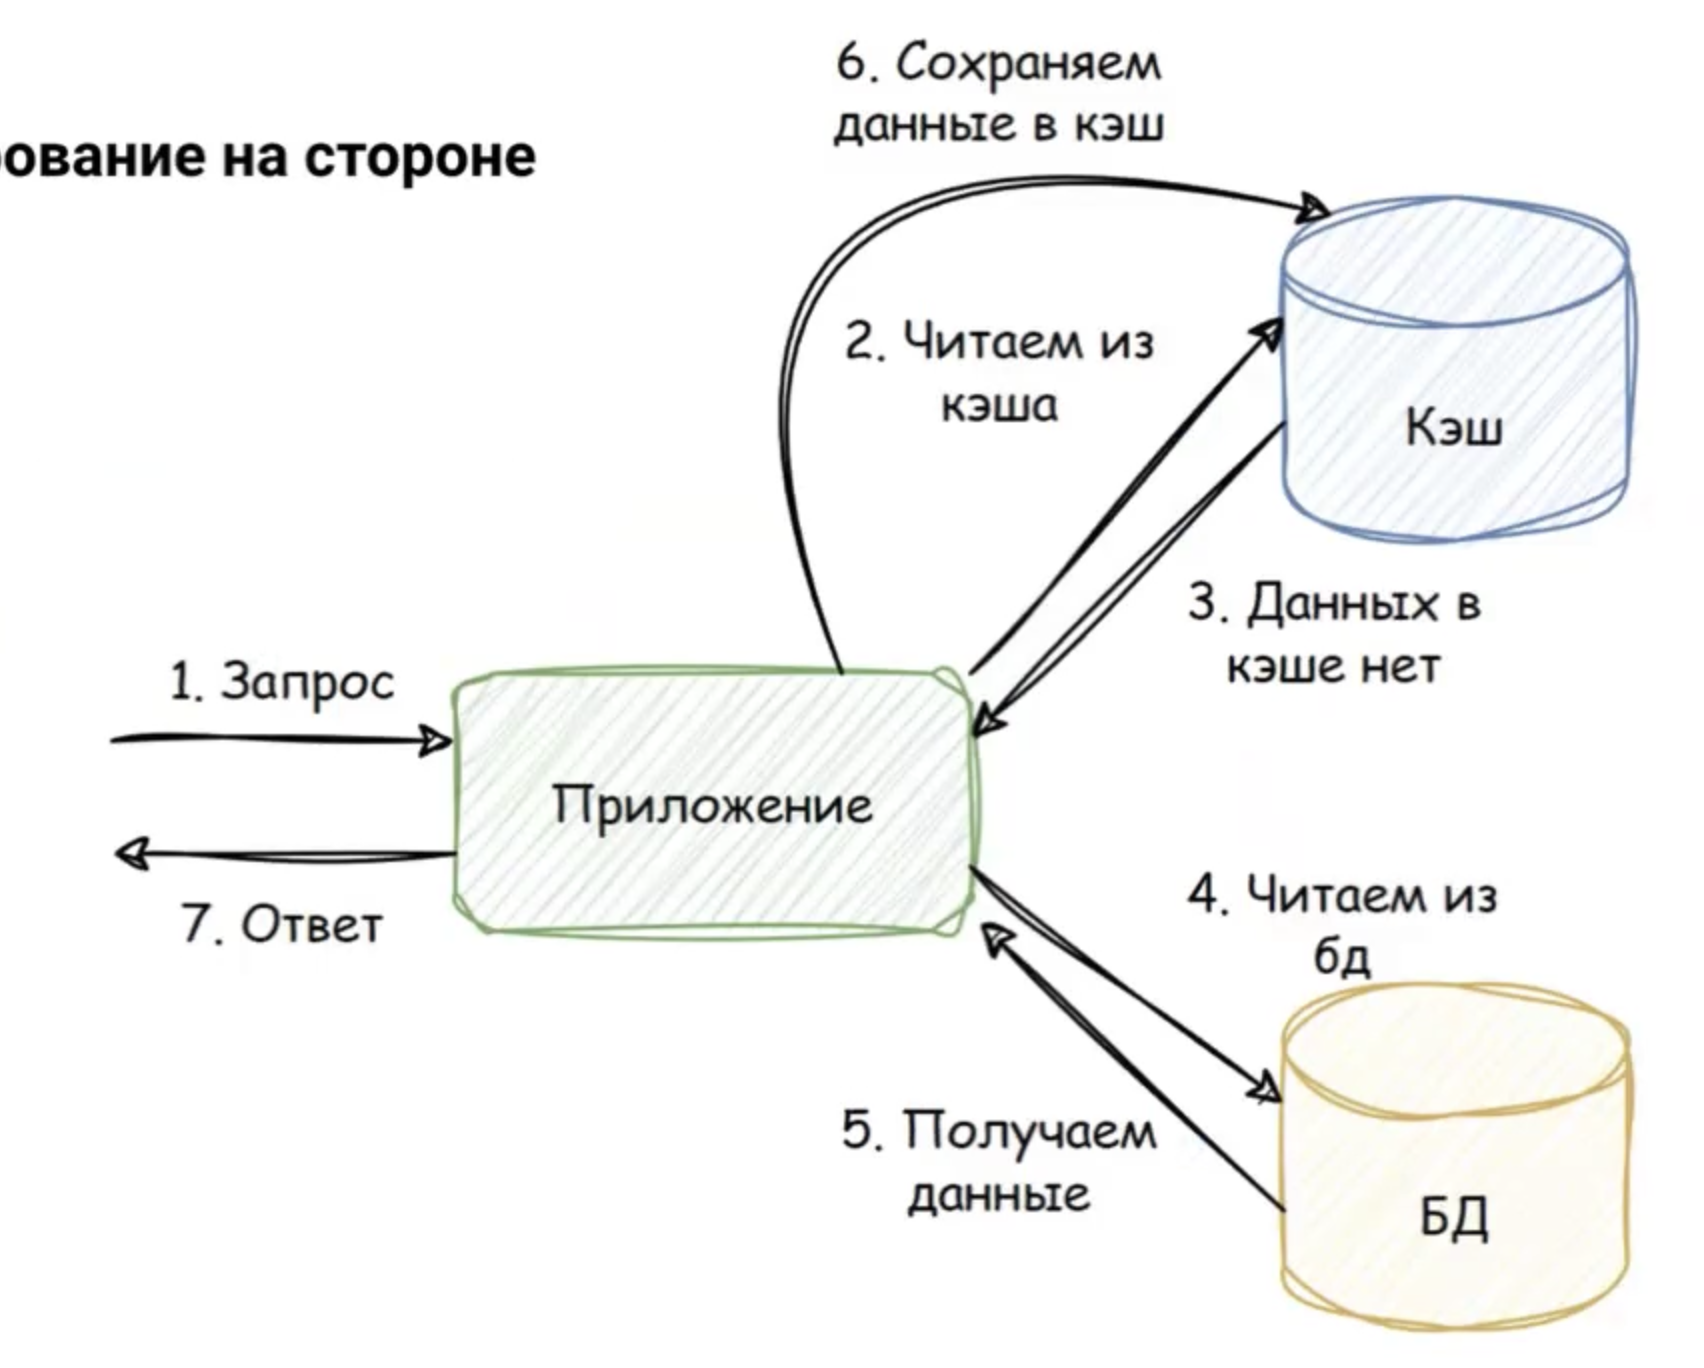 6. Сохраняем
данные в кэш
на стороне
2. Читаем из
кэша
Кэш
3. Данных в
кэше нет
1. Запрос
Приложение
7. Ответ
4. Читаем из
бд
5. Получаем
данные
БД